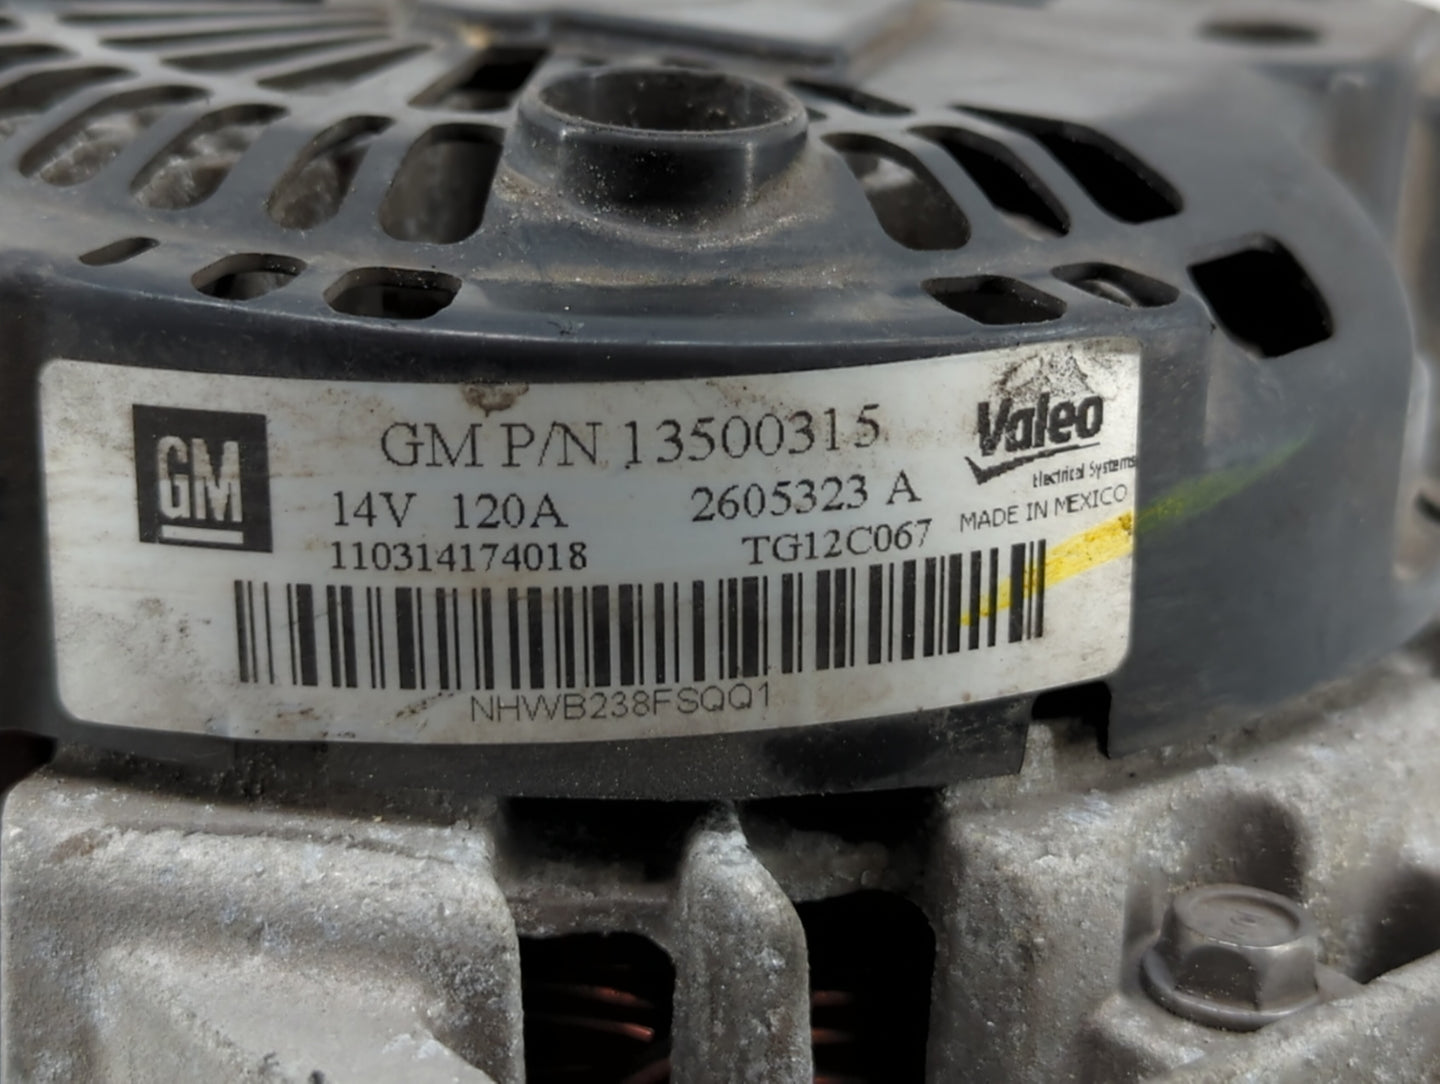 GM
GM P/N 13500315
Valeo
Electrical Systems
14V 120A 2605323 A
MADE IN MEXICO
110314174018 TG12C067
NHWB238FSQQ1